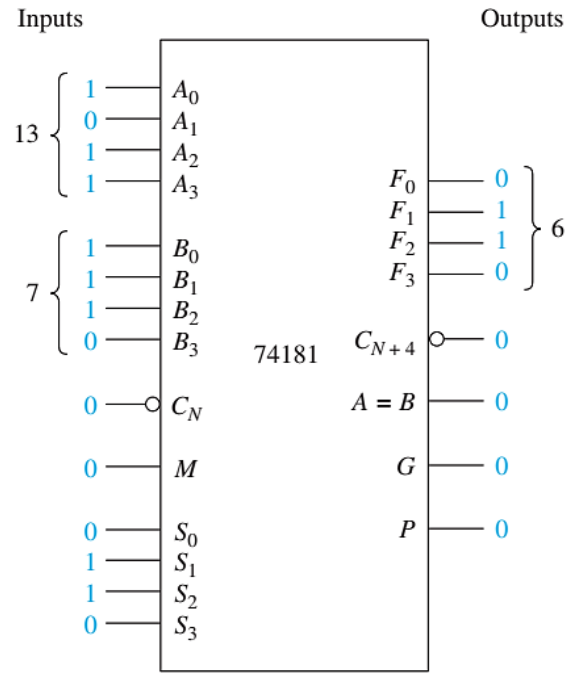 Inputs Outputs
1 A0
0 A1
13
1 A2
1 A3
F0 0
F1 1
6
F2 1
F3 0
1 B0
1 B1
7
1 B2
0 B3
74181
CN+4 0
0 CN
A = B 0
0 M
G 0
0 S0
P 0
1 S1
1 S2
0 S3